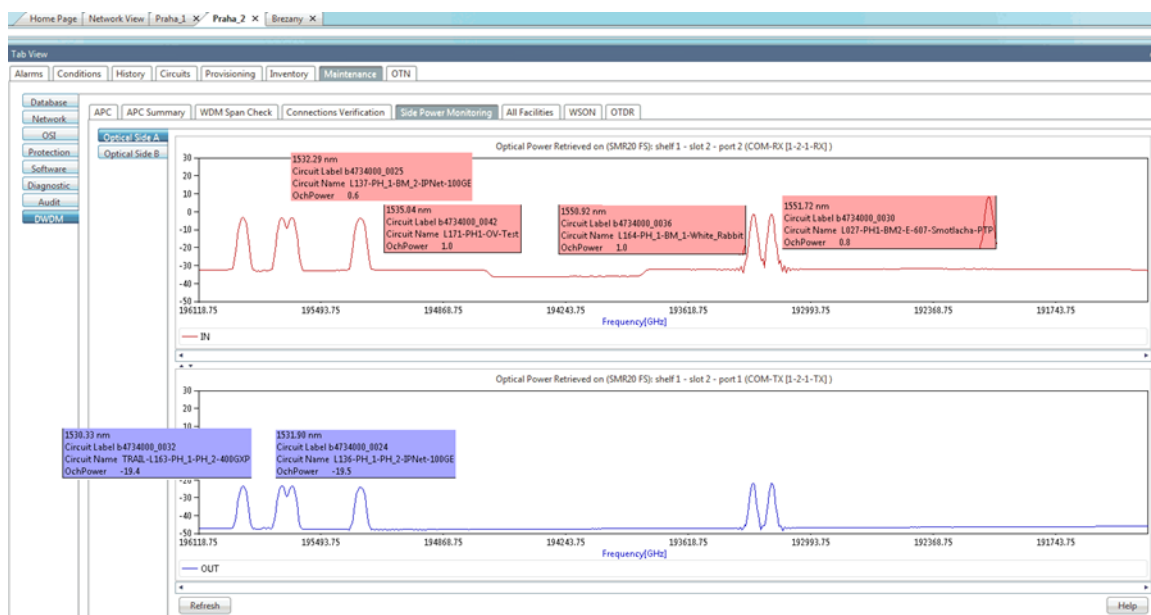 Home Page Network View Praha_1 X Praha_2 X Brezany X
Tab View
Alarms Conditions History Circuits Provisioning Inventory Maintenance OTN
Database
Network
OSI
Protection
Software
Diagnostic
Audit
DWDM
APC APC Summary WDM Span Check Connections Verification Side Power Monitoring All Facilities WSON OTDR
Optical Side A
Optical Side B
Optical Power Retrieved on (SMR20 FS): shelf 1 - slot 2 - port 2 (COM-RX [1-2-1-RX] )
30
20
10
0
-10
-20
-30
-40
-50
1532.29 nm
Circuit Label b4734000_0025
Circuit Name L137-PH_1-BM_2-IPNet-100GE
OchPower 0.6
1535.04 nm
Circuit Label b4734000_0042
Circuit Name L171-PH1-OV-Test
OchPower 1.0
1550.92 nm
Circuit Label b4734000_0036
Circuit Name L164-PH_1-BM_1-White_Rabbit
OchPower 1.0
1551.72 nm
Circuit Label b4734000_0030
Circuit Name L027-PH1-BM2-E-607-Smotlacha-PTP
OchPower 0.0
196118.75 195493.75 194868.75 194243.75 193618.75 192993.75 192368.75 191743.75
Frequency[GHz]
IN
Optical Power Retrieved on (SMR20 FS): shelf 1 - slot 2 - port 1 (COM-TX [1-2-1-TX] )
30
20
10
-20
-30
-40
-50
1530.33 nm
Circuit Label b4734000_0032
Circuit Name TRAIL-L163-PH_1-PH_2-400GXP
OchPower -19.4
1531.90 nm
Circuit Label b4734000_0024
Circuit Name L136-PH_1-PH_2-IPNet-100GE
OchPower -19.5
196118.75 195493.75 194868.75 194243.75 193618.75 192993.75 192368.75 191743.75
Frequency[GHz]
OUT
Refresh Help